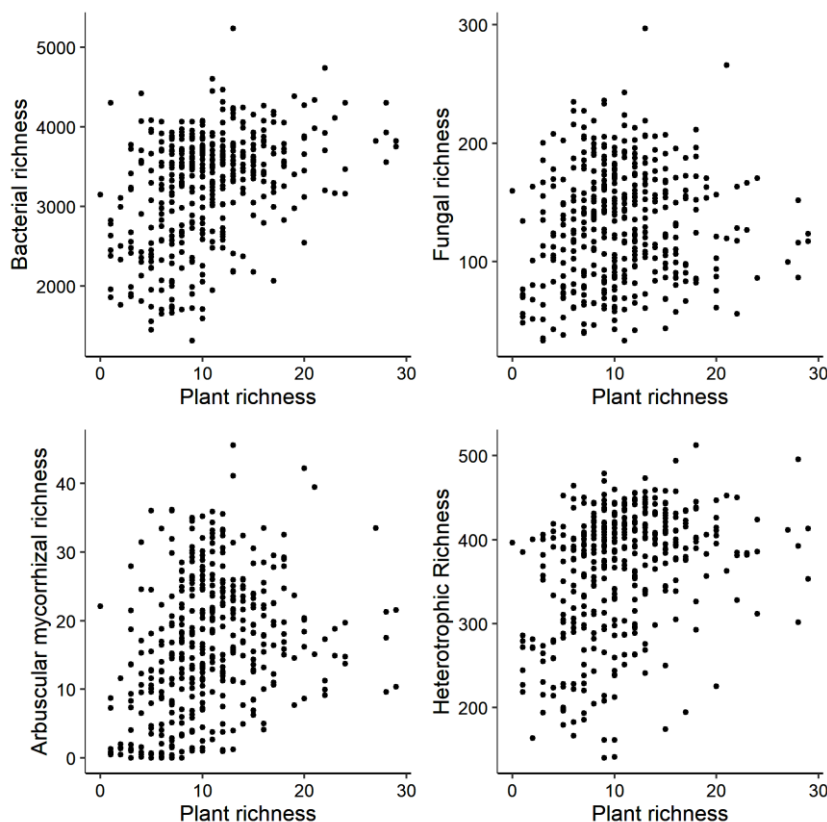 Bacterial richness
5000
4000
3000
2000
0 10 20 30
Plant richness
Fungal richness
300
200
100
0 10 20 30
Plant richness
Arbuscular mycorrhizal richness
40
30
20
10
0
0 10 20 30
Plant richness
Heterotrophic Richness
500
400
300
200
0 10 20 30
Plant richness